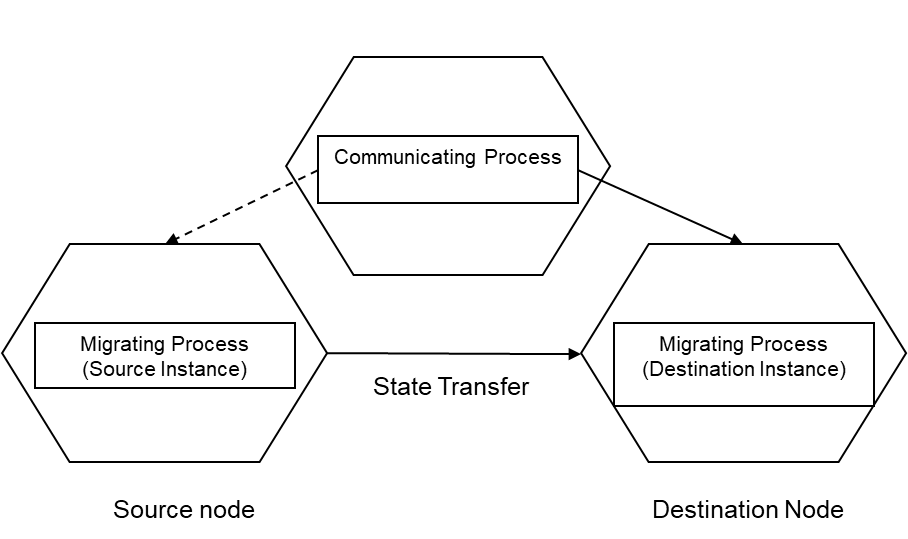 Communicating Process
Migrating Process
(Source Instance)
Migrating Process
(Destination Instance)
State Transfer
Source node
Destination Node